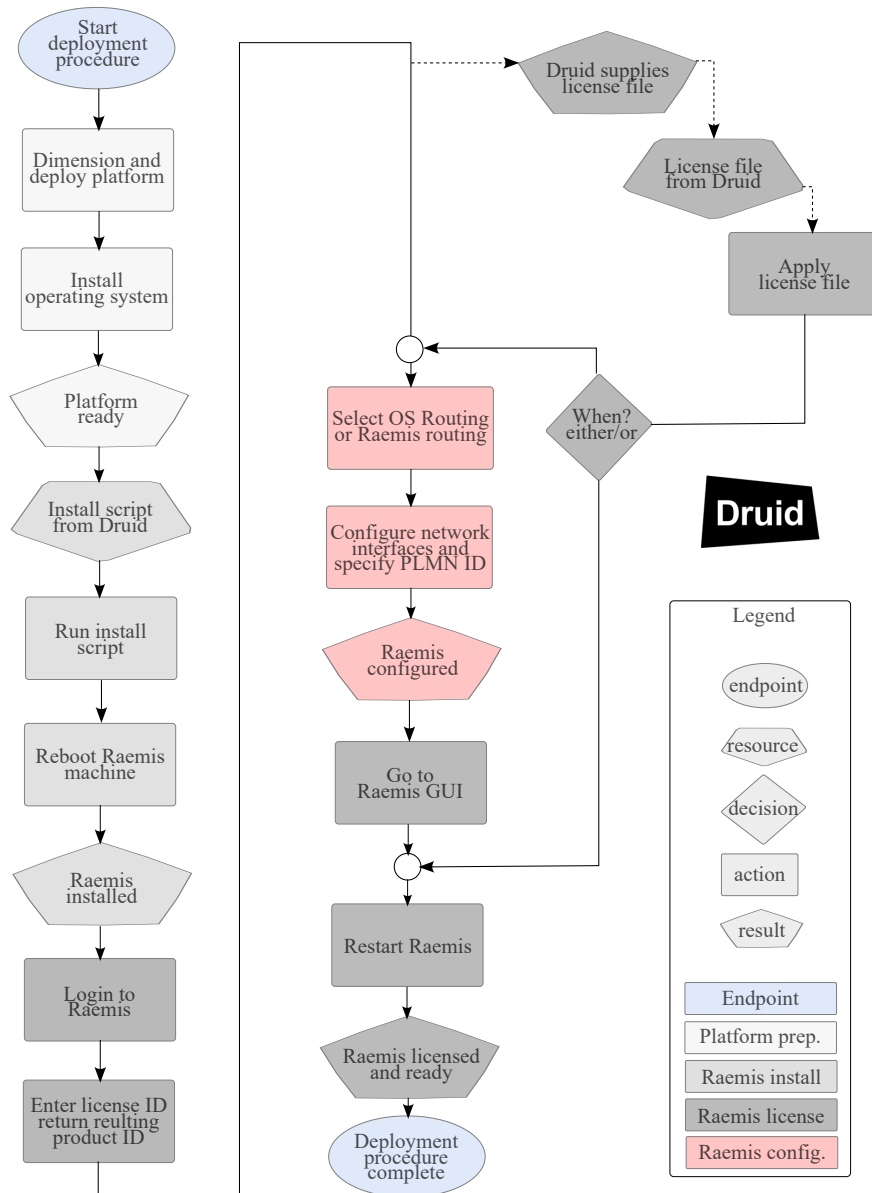 Start
deployment
procedure
Dimension and
deploy platform
Install
operating system
Platform
ready
Install script
from Druid
Run install
script
Reboot Raemis
machine
Raemis
installed
Login to
Raemis
Enter license ID
return reulting
product ID
Druid supplies
license file
License file
from Druid
Apply
license file
When?
either/or
Select OS Routing
or Raemis routing
Configure network
interfaces and
specify PLMN ID
Raemis
configured
Go to
Raemis GUI
Restart Raemis
Raemis licensed
and ready
Deployment
procedure
complete
Druid
Legend
endpoint
resource
decision
action
result
Endpoint
Platform prep.
Raemis install
Raemis license
Raemis config.